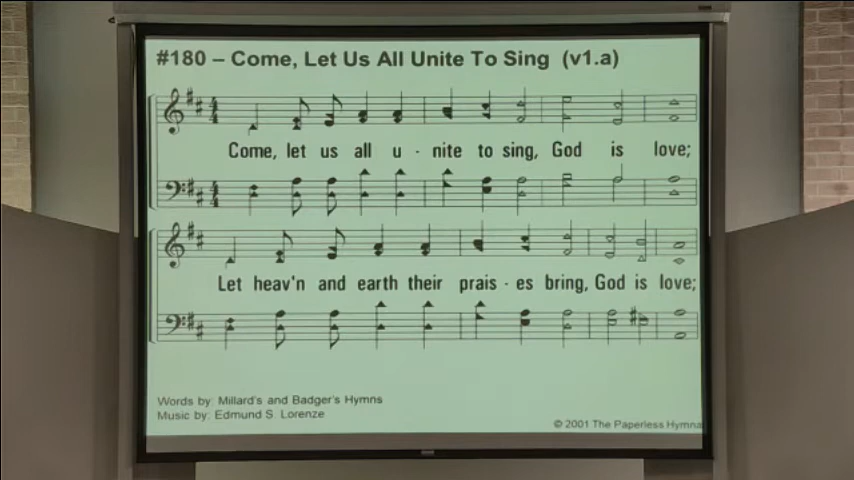 #180 – Come, Let Us All Unite To Sing (v1.a)
Come, let us all u - nite to sing, God is love;
Let heav'n and earth their prais - es bring, God is love;
Words by: Millard's and Badger's Hymns
Music by: Edmund S. Lorenze
© 2001 The Paperless Hymna